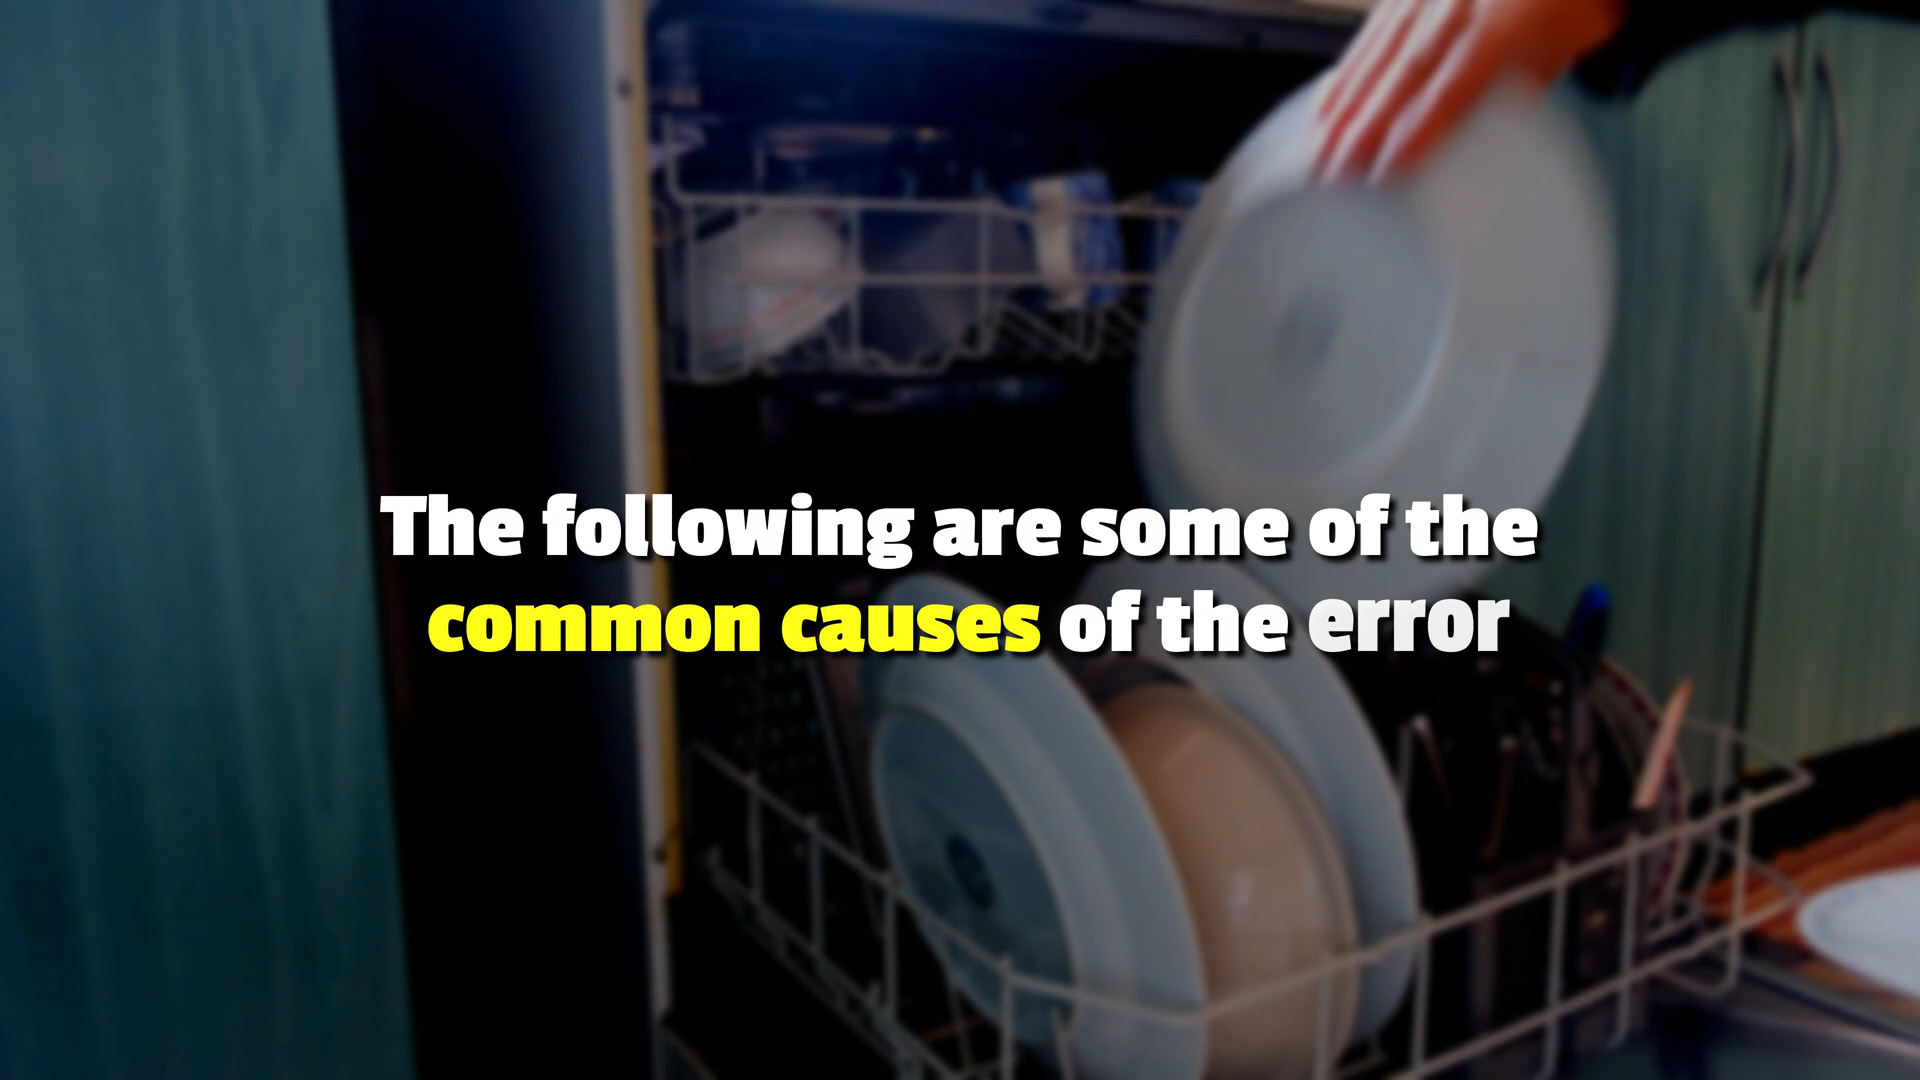 The following are some of the
common causes of the error